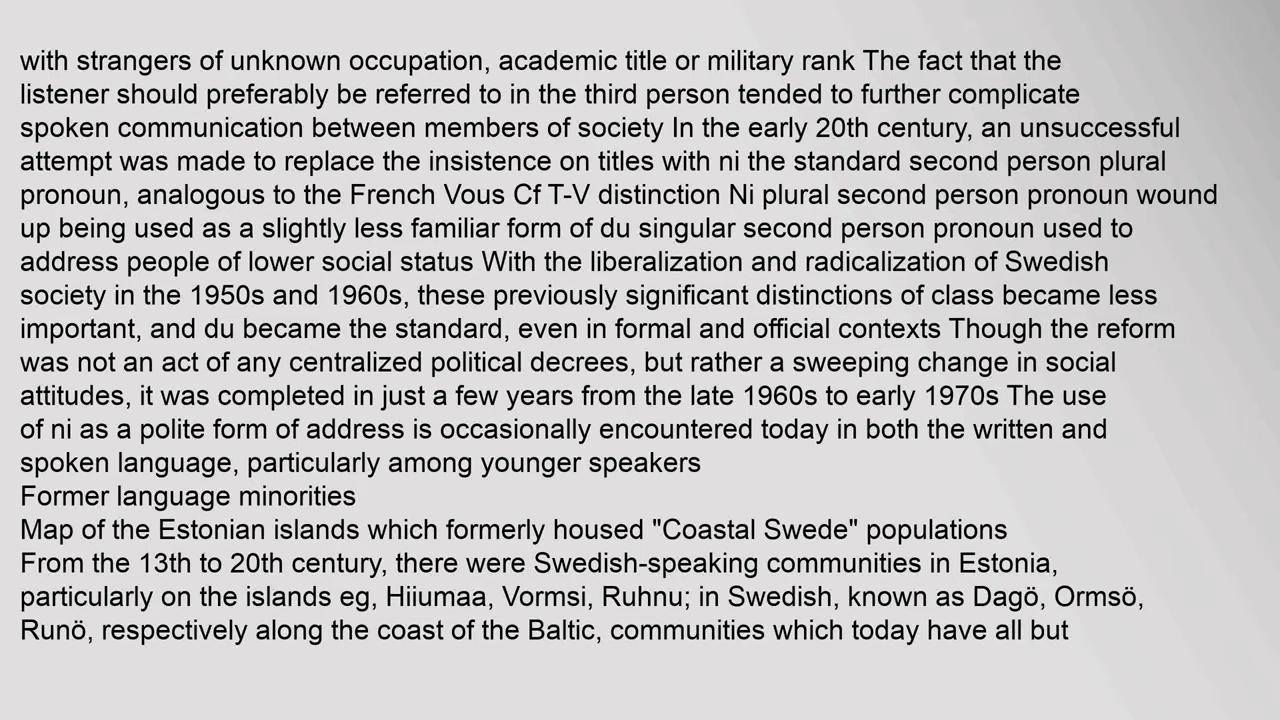 with strangers of unknown occupation, academic title or military rank The fact that the
listener should preferably be referred to in the third person tended to further complicate
spoken communication between members of society In the early 20th century, an unsuccessful
attempt was made to replace the insistence on titles with ni the standard second person plural
pronoun, analogous to the French Vous Cf T-V distinction Ni plural second person pronoun wound
up being used as a slightly less familiar form of du singular second person pronoun used to
address people of lower social status With the liberalization and radicalization of Swedish
society in the 1950s and 1960s, these previously significant distinctions of class became less
important, and du became the standard, even in formal and official contexts Though the reform
was not an act of any centralized political decrees, but rather a sweeping change in social
attitudes, it was completed in just a few years from the late 1960s to early 1970s The use
of ni as a polite form of address is occasionally encountered today in both the written and
spoken language, particularly among younger speakers
Former language minorities
Map of the Estonian islands which formerly housed "Coastal Swede" populations
From the 13th to 20th century, there were Swedish-speaking communities in Estonia,
particularly on the islands eg, Hiiumaa, Vormsi, Ruhnu; in Swedish, known as Dagö, Ormsö,
Runö, respectively along the coast of the Baltic, communities which today have all but